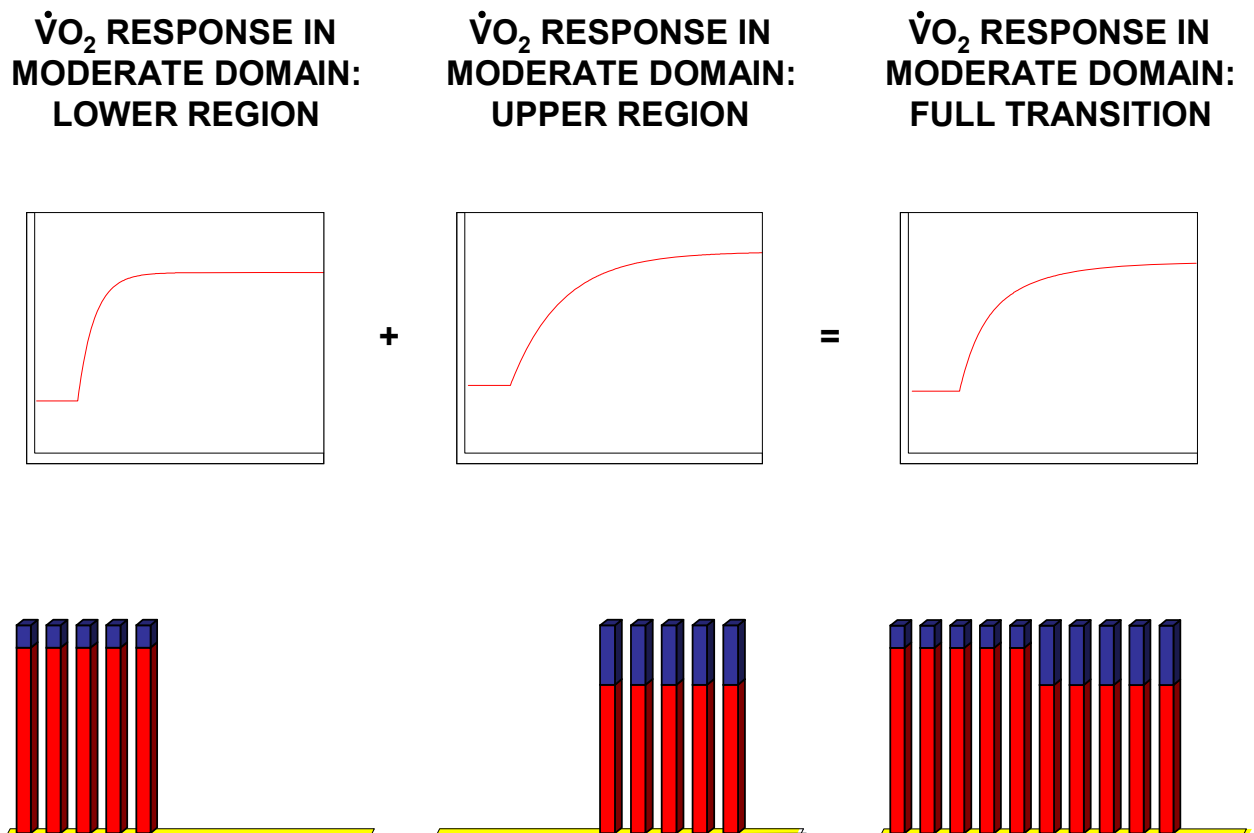 V̇O₂ RESPONSE IN
MODERATE DOMAIN:
LOWER REGION
V̇O₂ RESPONSE IN
MODERATE DOMAIN:
UPPER REGION
V̇O₂ RESPONSE IN
MODERATE DOMAIN:
FULL TRANSITION
+
=